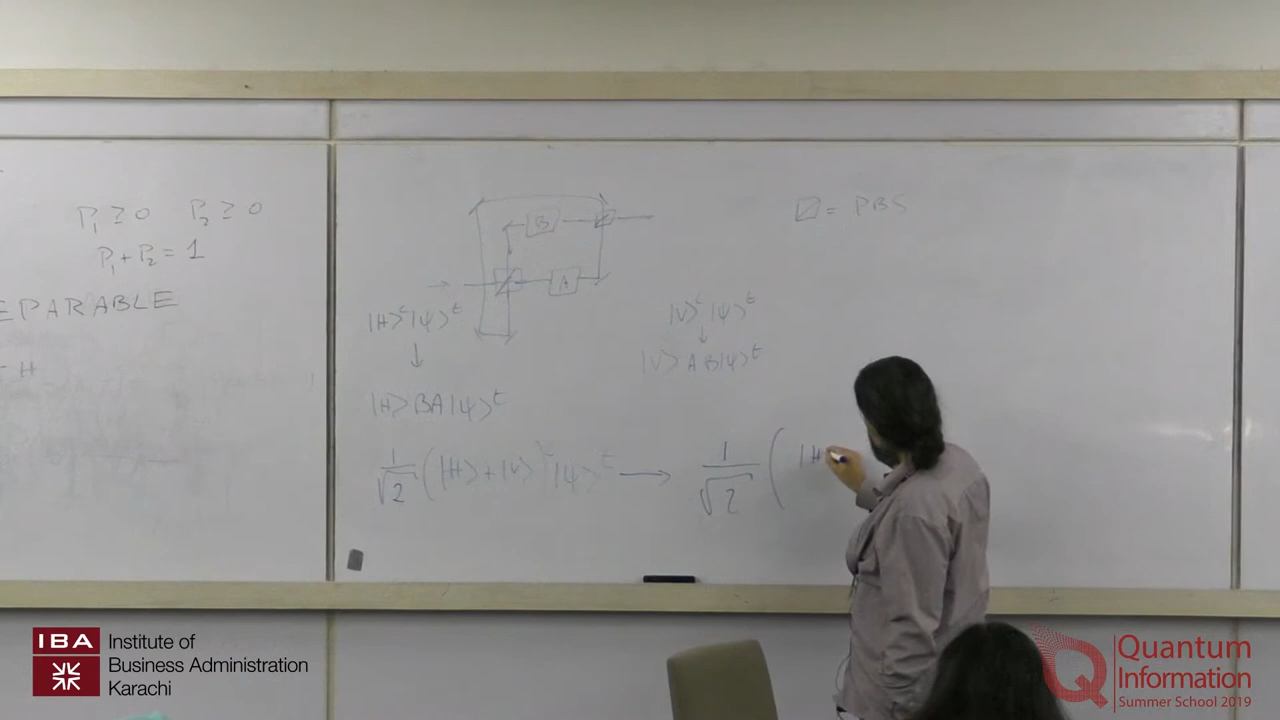 P₁ ≥ 0 P₂ ≥ 0
P₁ + P₂ = 1
EPARABLE
H
B
A
= PBS
|H>ᶜ|ψ>ᵗ
↓
|H> BA|ψ>ᵗ
|V>ᶜ|ψ>ᵗ
↓
|V> AB|ψ>ᵗ
1/√2 (|H> + |V>)ᶜ |ψ>ᵗ → 1/√2 ( |H
IBA
Institute of
Business Administration
Karachi
Quantum
Information
Summer School 2019